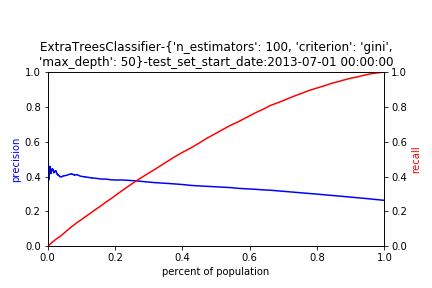 ExtraTreesClassifier-{'n_estimators': 100, 'criterion': 'gini',
'max_depth': 50}-test_set_start_date:2013-07-01 00:00:00
1.0
0.8
0.6
0.4
0.2
0.0
precision
1.0
0.8
0.6
0.4
0.2
0.0
recall
0.0 0.2 0.4 0.6 0.8 1.0
percent of population